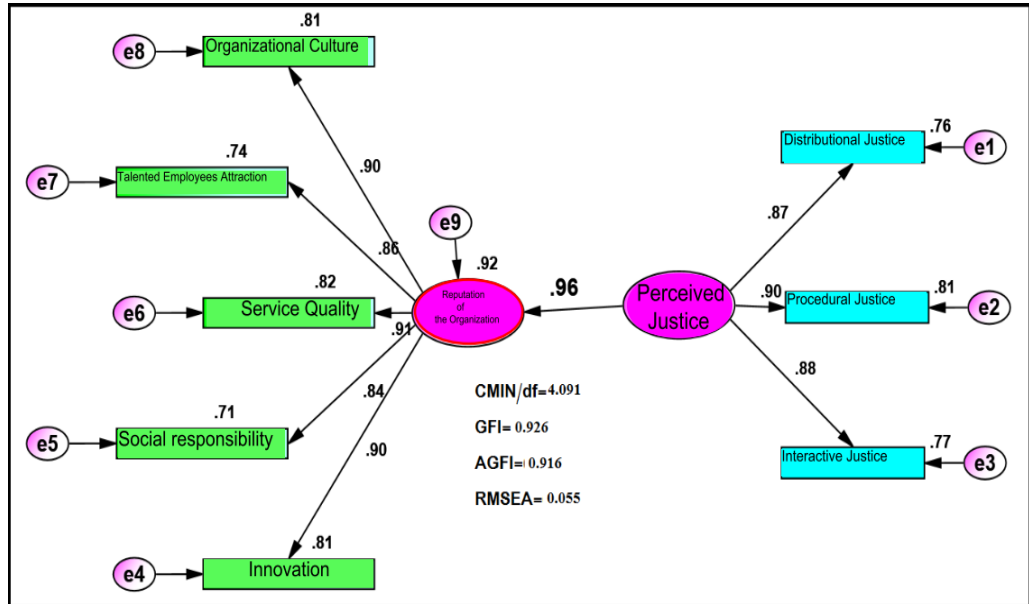 .81
e8
Organizational Culture
.76
Distributional Justice
e1
.74
e7
Talented Employees Attraction
.90
.87
e9
.86
.92
.82
e6
Service Quality
.91
Reputation
of
the Organization
.96
Perceived
Justice
.90
Procedural Justice
.81
e2
.84
.88
CMIN/df=4.091
.71
e5
Social responsibility
GFI= 0.926
.90
AGFI= 0.916
.77
Interactive Justice
e3
RMSEA= 0.055
.81
e4
Innovation